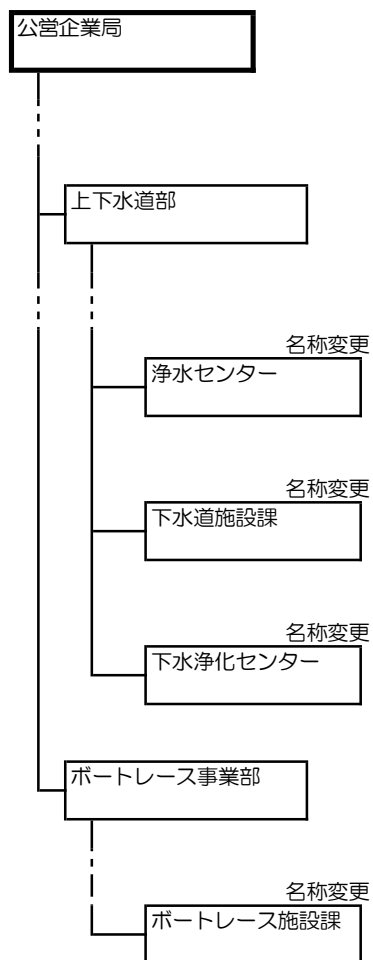 公営企業局
上下水道部
名称変更
浄水センター
名称変更
下水道施設課
名称変更
下水浄化センター
ボートレース事業部
名称変更
ボートレース施設課